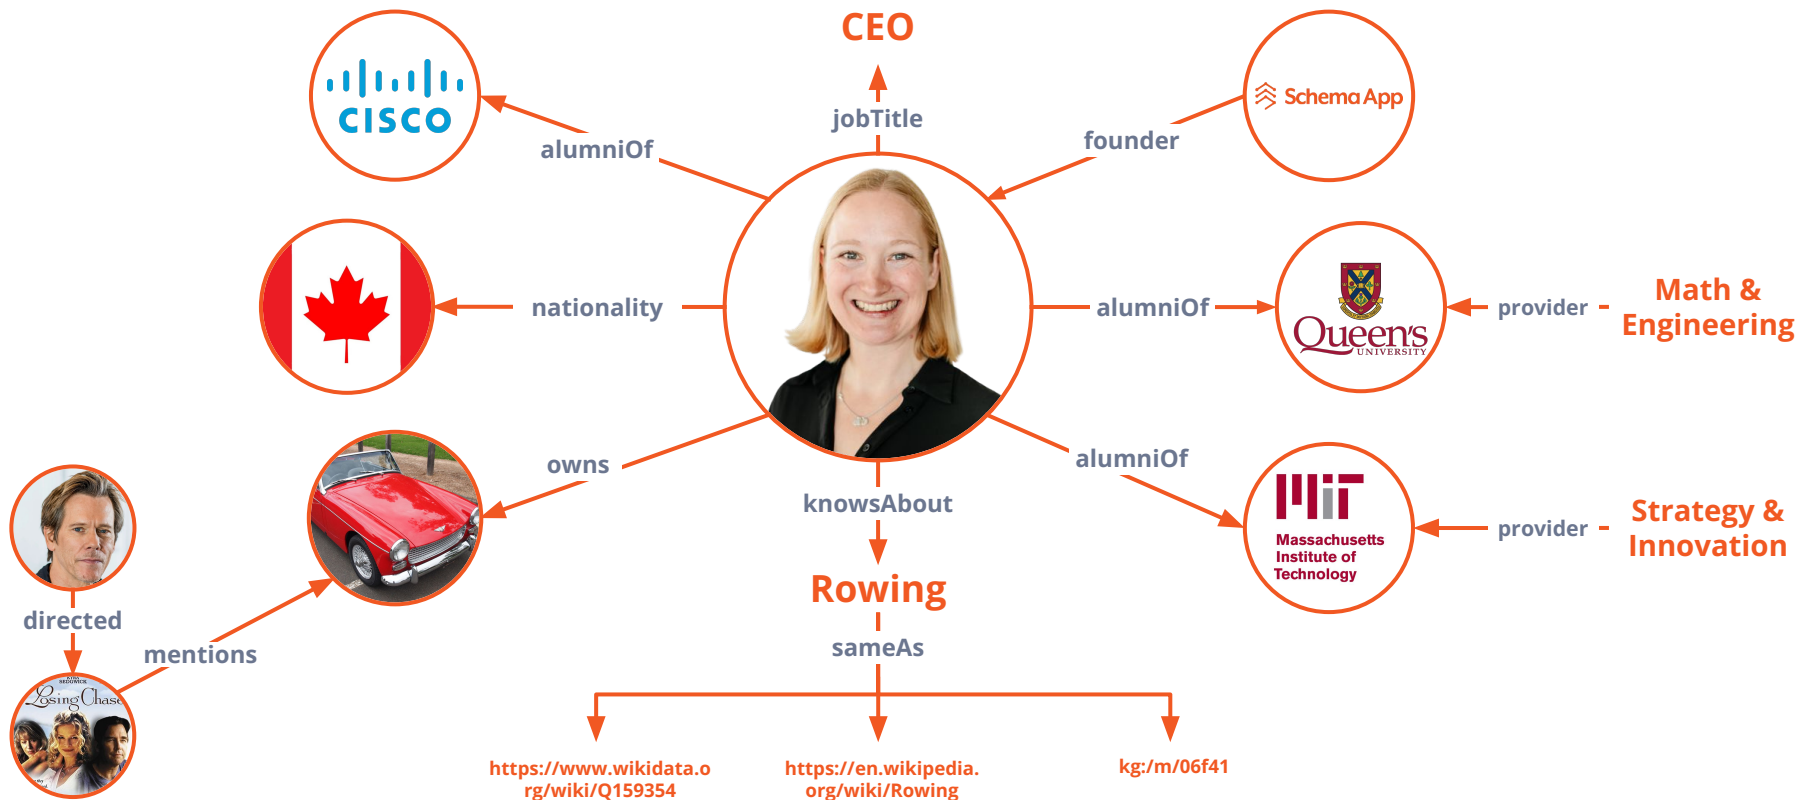 CEO
jobTitle
CISCO
alumniOf
Schema App
founder
nationality
alumniOf
Queen's
UNIVERSITY
provider
Math &
Engineering
owns
knowsAbout
alumniOf
MIT
Massachusetts
Institute of
Technology
provider
Strategy &
Innovation
Rowing
sameAs
directed
mentions
SEDGWICK
Losing Chase
https://www.wikidata.o
rg/wiki/Q159354
https://en.wikipedia.
org/wiki/Rowing
kg:/m/06f41